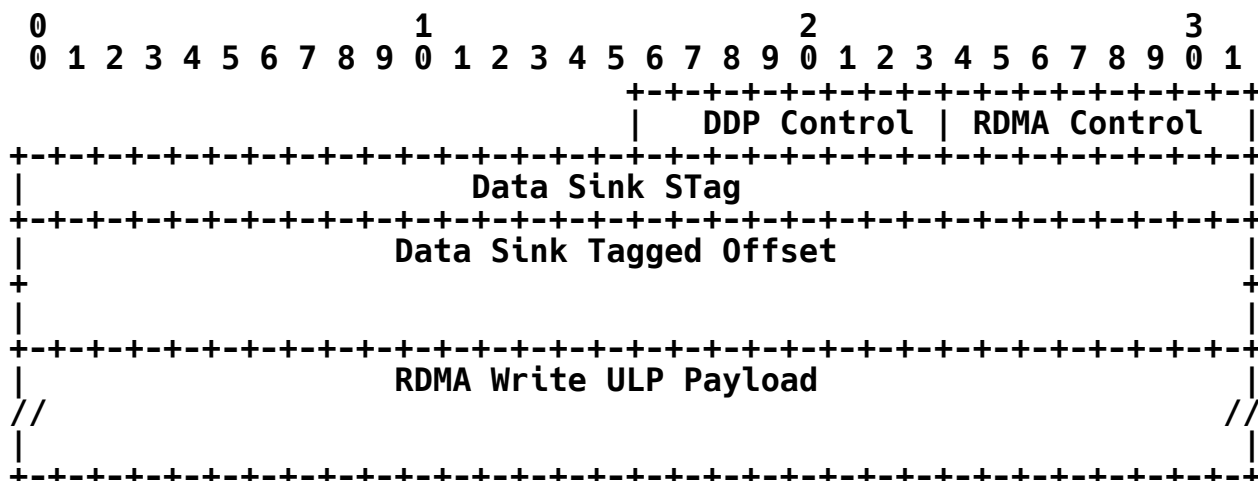 0                   1                   2                   3
 0 1 2 3 4 5 6 7 8 9 0 1 2 3 4 5 6 7 8 9 0 1 2 3 4 5 6 7 8 9 0 1
                                +-+-+-+-+-+-+-+-+-+-+-+-+-+-+-+-+
                                |   DDP Control | RDMA Control  |
+-+-+-+-+-+-+-+-+-+-+-+-+-+-+-+-+-+-+-+-+-+-+-+-+-+-+-+-+-+-+-+-+
|                       Data Sink STag                          |
+-+-+-+-+-+-+-+-+-+-+-+-+-+-+-+-+-+-+-+-+-+-+-+-+-+-+-+-+-+-+-+-+
|                   Data Sink Tagged Offset                     |
+                                                               +
|                                                               |
+-+-+-+-+-+-+-+-+-+-+-+-+-+-+-+-+-+-+-+-+-+-+-+-+-+-+-+-+-+-+-+-+
|                   RDMA Write ULP Payload                      |
//                                                             //
|                                                               |
+-+-+-+-+-+-+-+-+-+-+-+-+-+-+-+-+-+-+-+-+-+-+-+-+-+-+-+-+-+-+-+-+